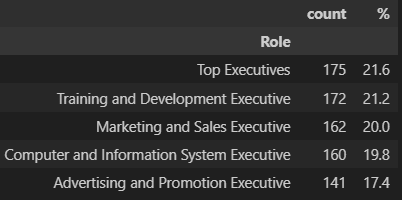 count %
Role
Top Executives 175 21.6
Training and Development Executive 172 21.2
Marketing and Sales Executive 162 20.0
Computer and Information System Executive 160 19.8
Advertising and Promotion Executive 141 17.4